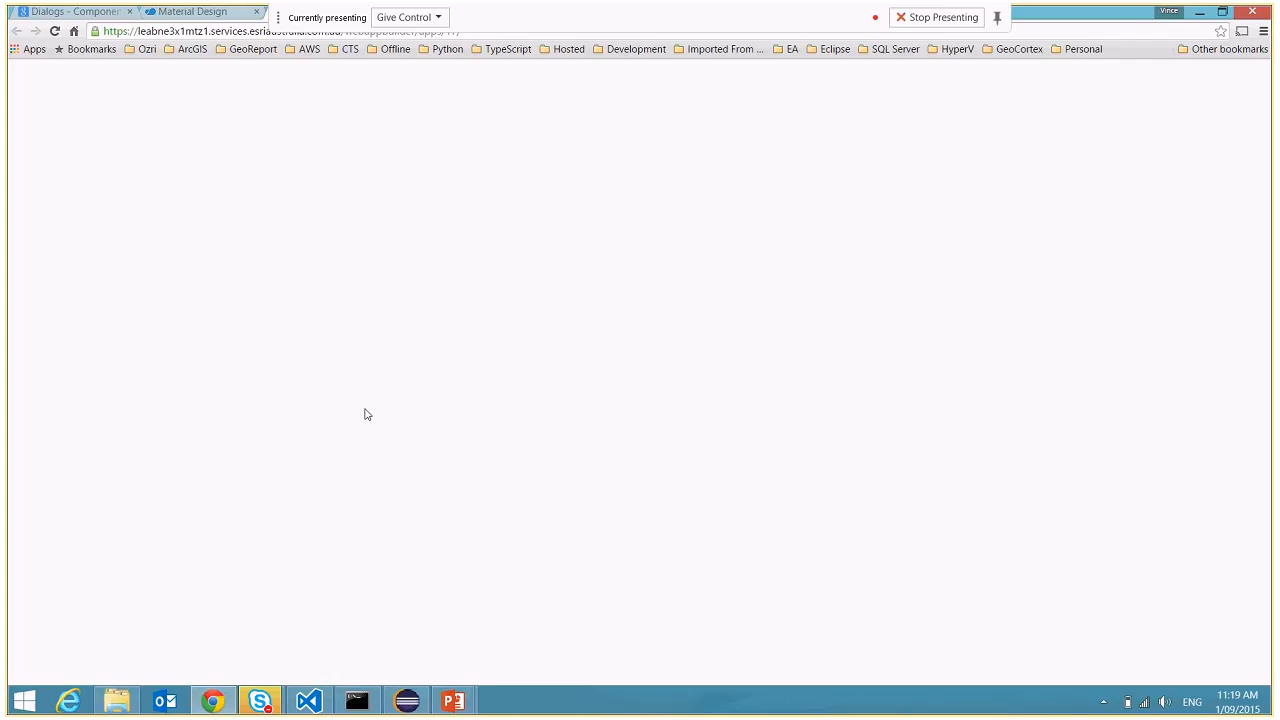 Dialogs - Componen
Material Design
Currently presenting
Give Control
Stop Presenting
Vince
https://leabne3x1mtz1.services.esriaustralia.com.au/webappbuilder/apps/
Apps Bookmarks Ozri ArcGIS GeoReport AWS CTS Offline Python TypeScript Hosted Development Imported From ... EA Eclipse SQL Server HyperV GeoCortex Personal Other bookmarks
ENG
11:19 AM
1/09/2015